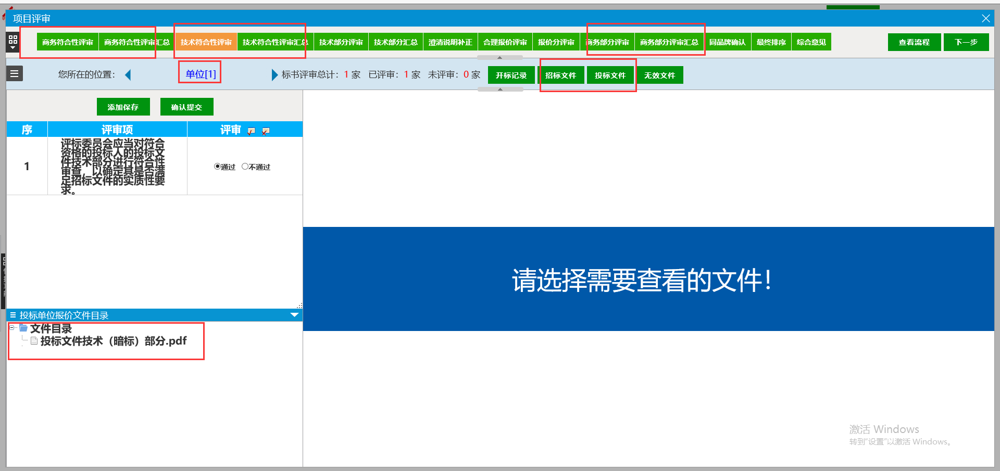 项目评审
商务符合性评审 商务符合性评审汇总 技术符合性评审 技术符合性评审汇总 技术部分评审 技术部分汇总 澄清说明补正 合理报价评审 报价分评审 商务部分评审 商务部分评审汇总 同品牌确认 最终排序 综合意见 查看流程 下一步
您所在的位置： 单位[1] 标书评审总计：1 家 已评审：1 家 未评审：0 家 开标记录 招标文件 投标文件 无效文件
添加保存 确认提交
序 评审项 评审
1
评标委员会应当对符合
资格的投标人的投标文
件技术部分进行符合性
审查，以确定其是否满
足招标文件的实质性要
求。
通过 不通过
请选择需要查看的文件！
投标单位报价文件目录
文件目录
投标文件技术（暗标）部分.pdf
激活 Windows
转到“设置”以激活 Windows。